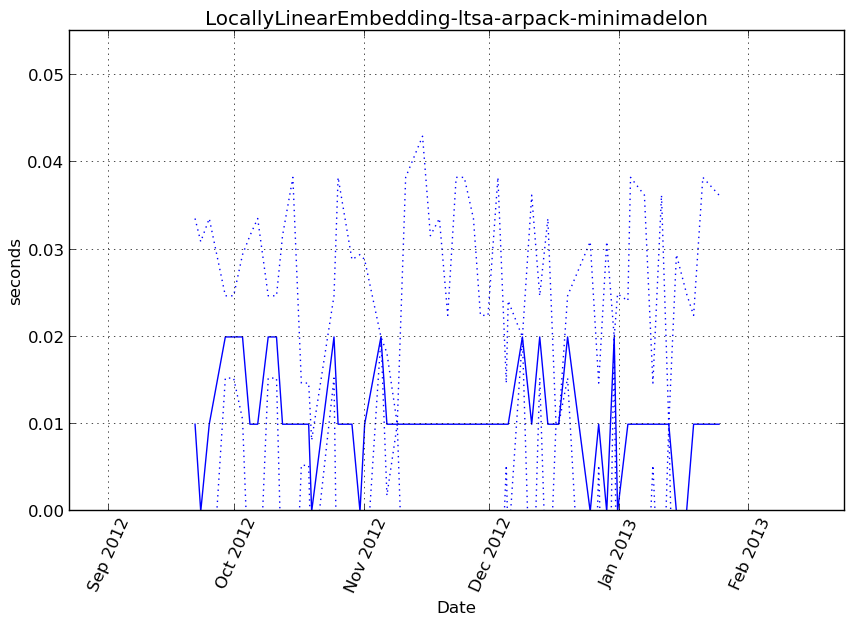 LocallyLinearEmbedding-ltsa-arpack-minimadelon
0.05
0.04
0.03
0.02
0.01
0.00
seconds
Sep 2012
Oct 2012
Nov 2012
Dec 2012
Jan 2013
Feb 2013
Date